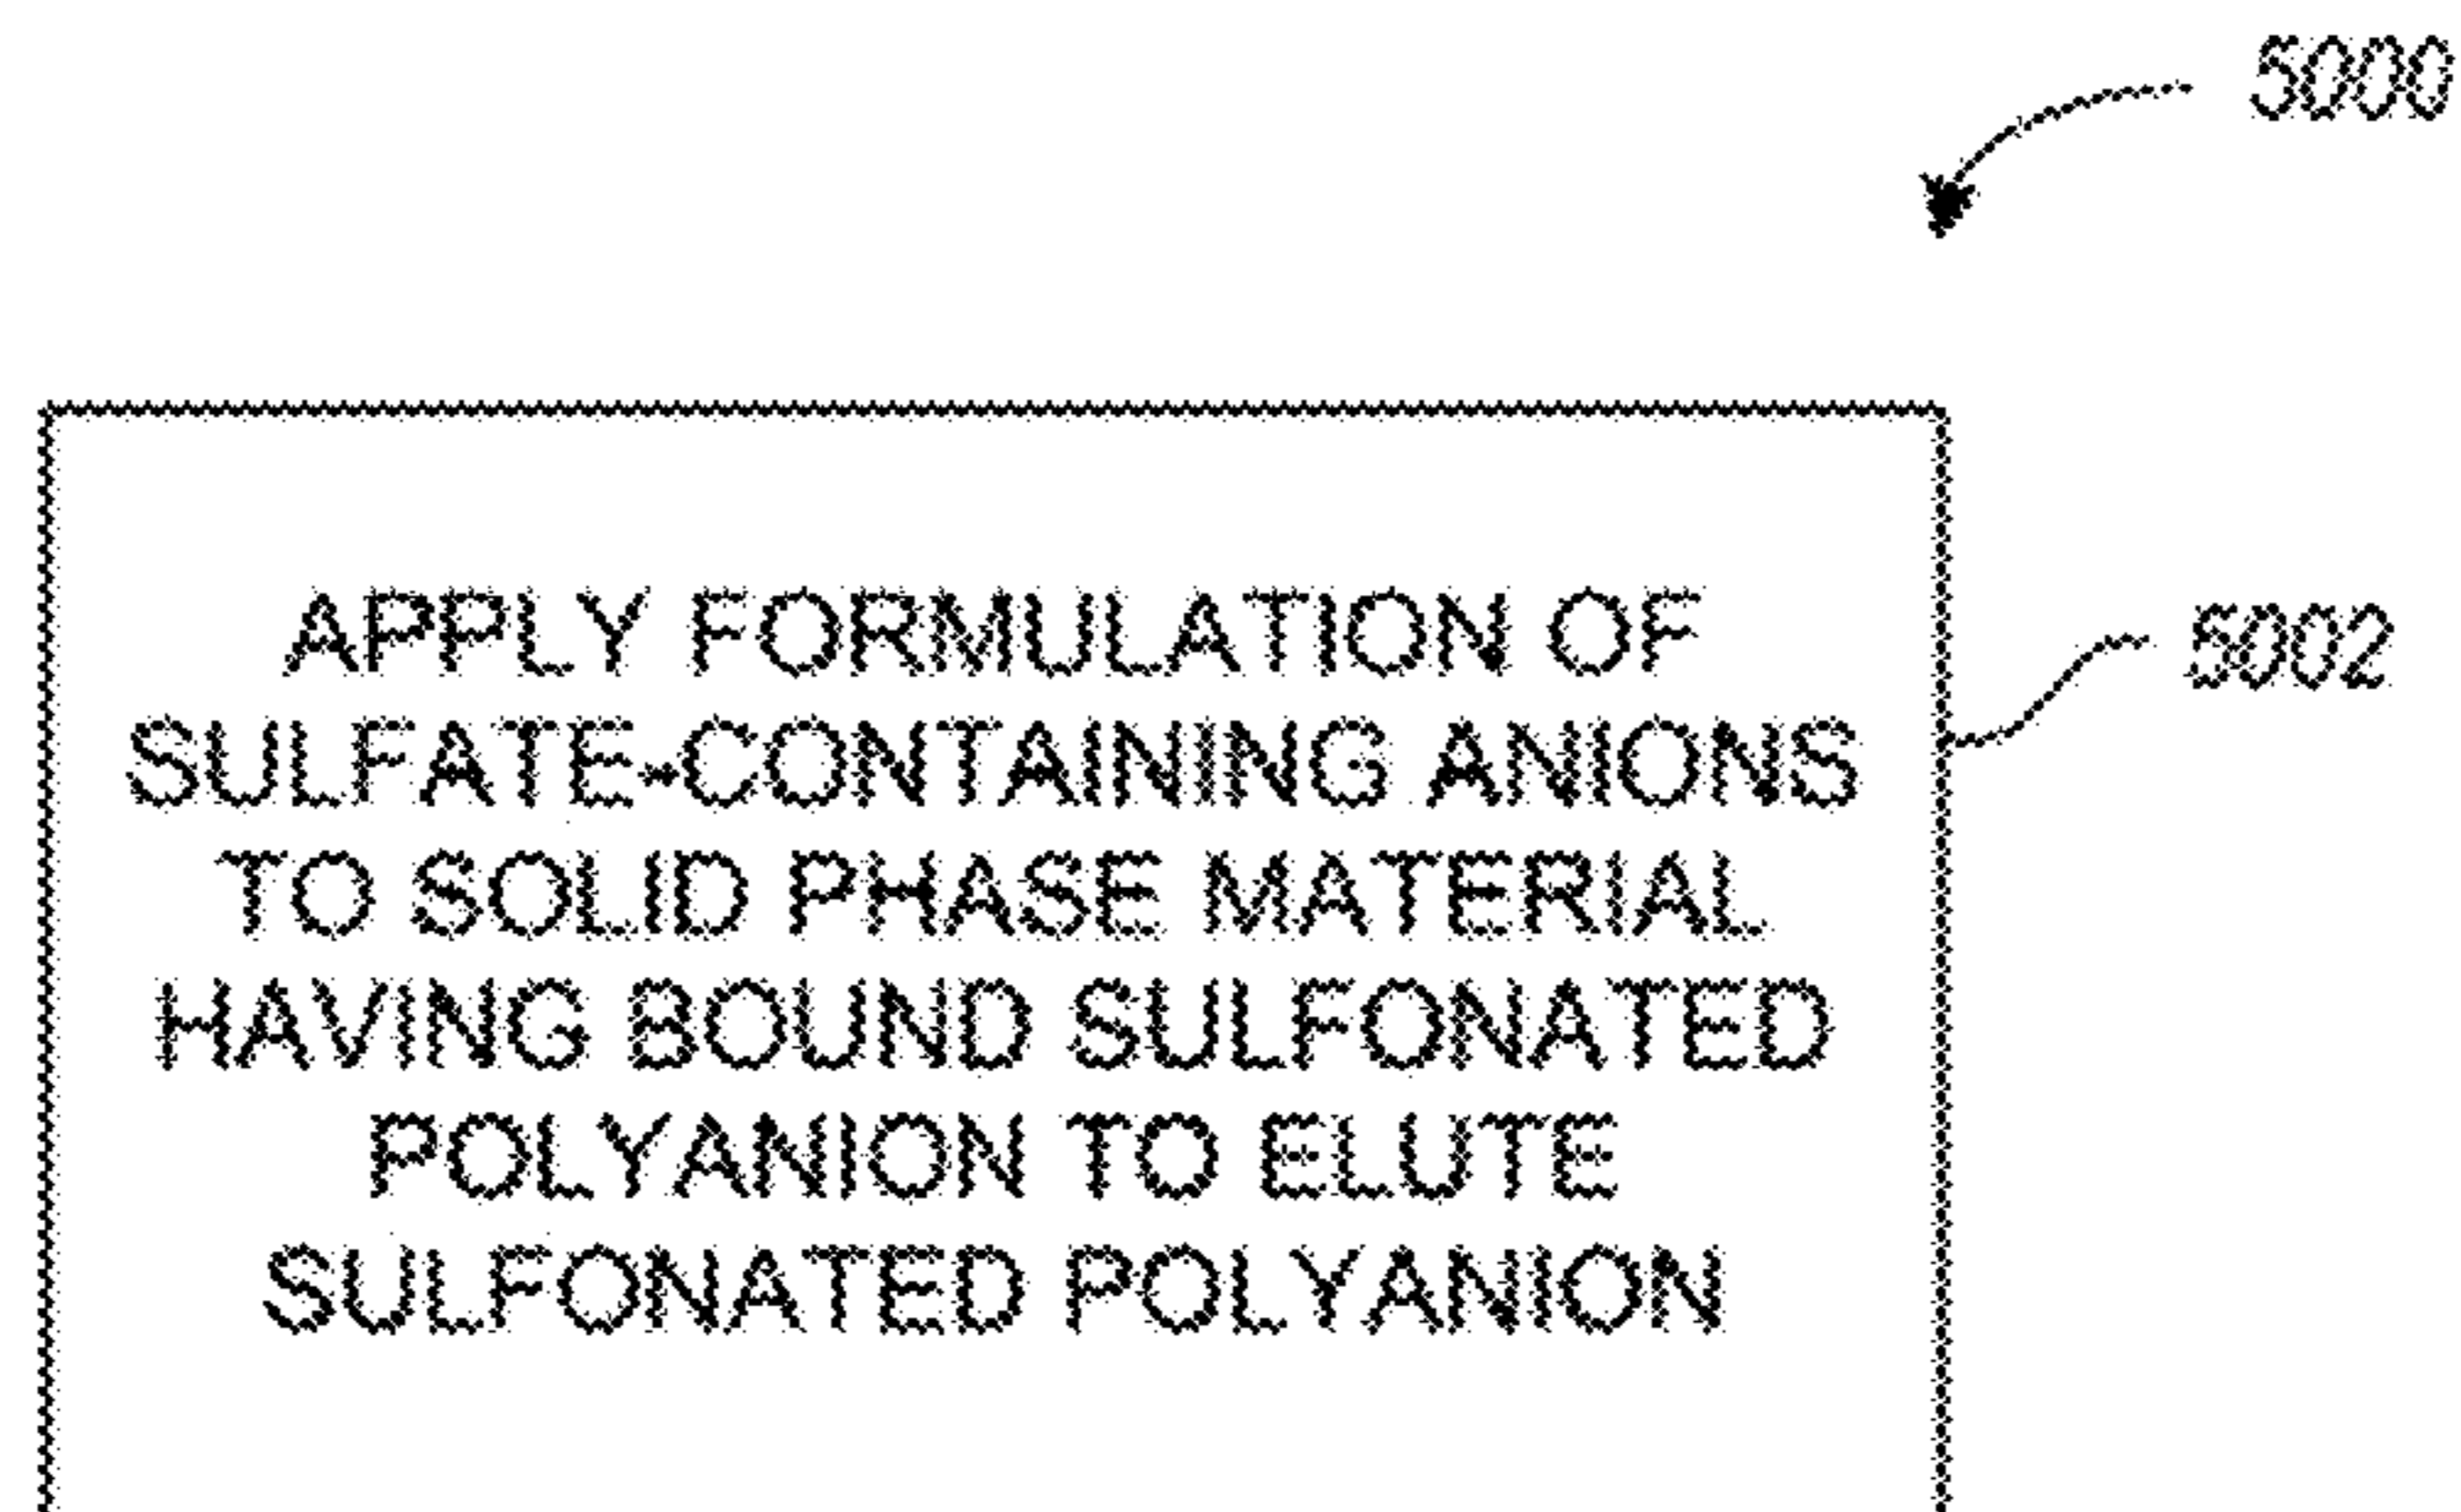 5000
APPLY FORMULATION OF
SULFATE-CONTAINING ANIONS
5002
TO SOLID PHASE MATERIAL
HAVING BOUND SULFONATED
POLYANION TO ELUTE
SULFONATED POLYANION